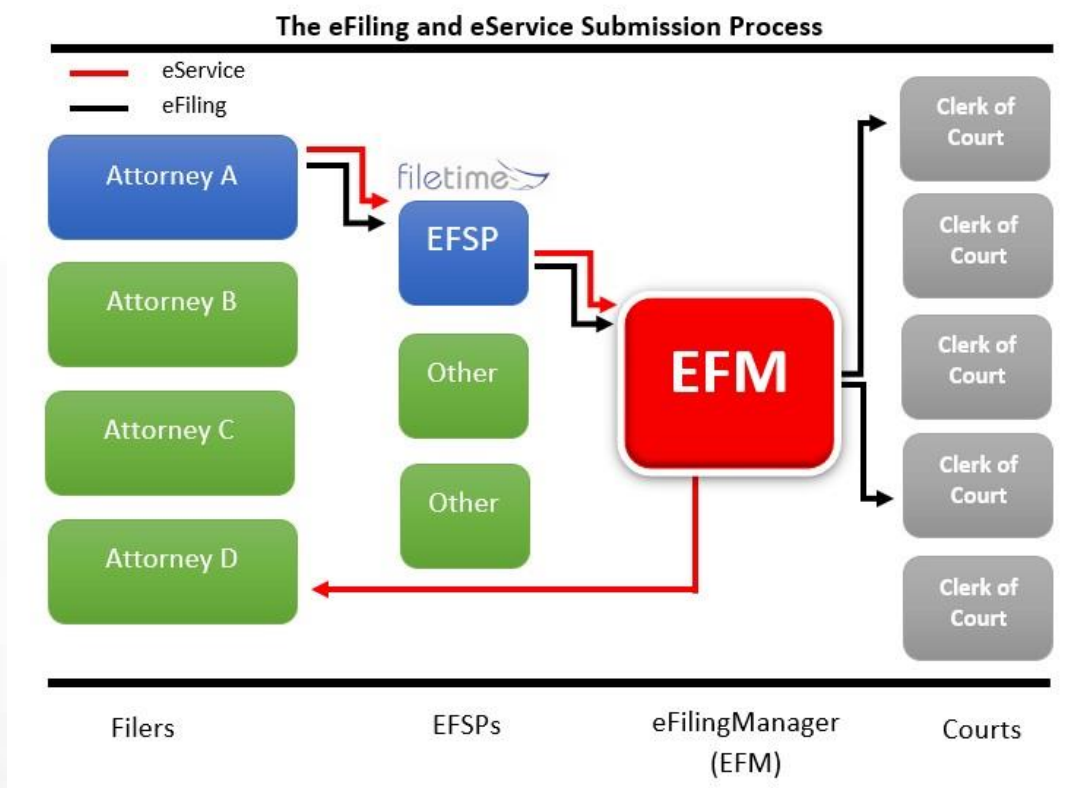 The eFiling and eService Submission Process
eService
eFiling
Attorney A
Attorney B
Attorney C
Attorney D
filetime
EFSP
Other
Other
EFM
Clerk of
Court
Clerk of
Court
Clerk of
Court
Clerk of
Court
Clerk of
Court
Filers
EFSPs
eFilingManager
(EFM)
Courts